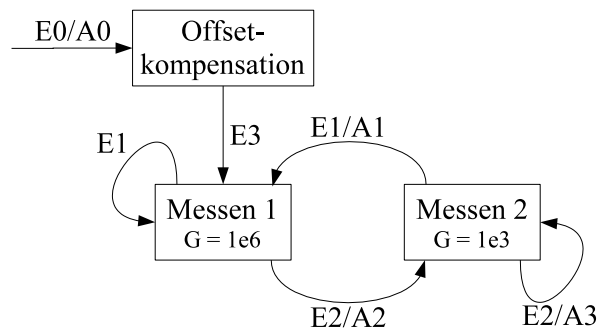 E0/A0
Offset-
kompensation
E3
E1
E1/A1
Messen 1
G = 1e6
Messen 2
G = 1e3
E2/A2
E2/A3